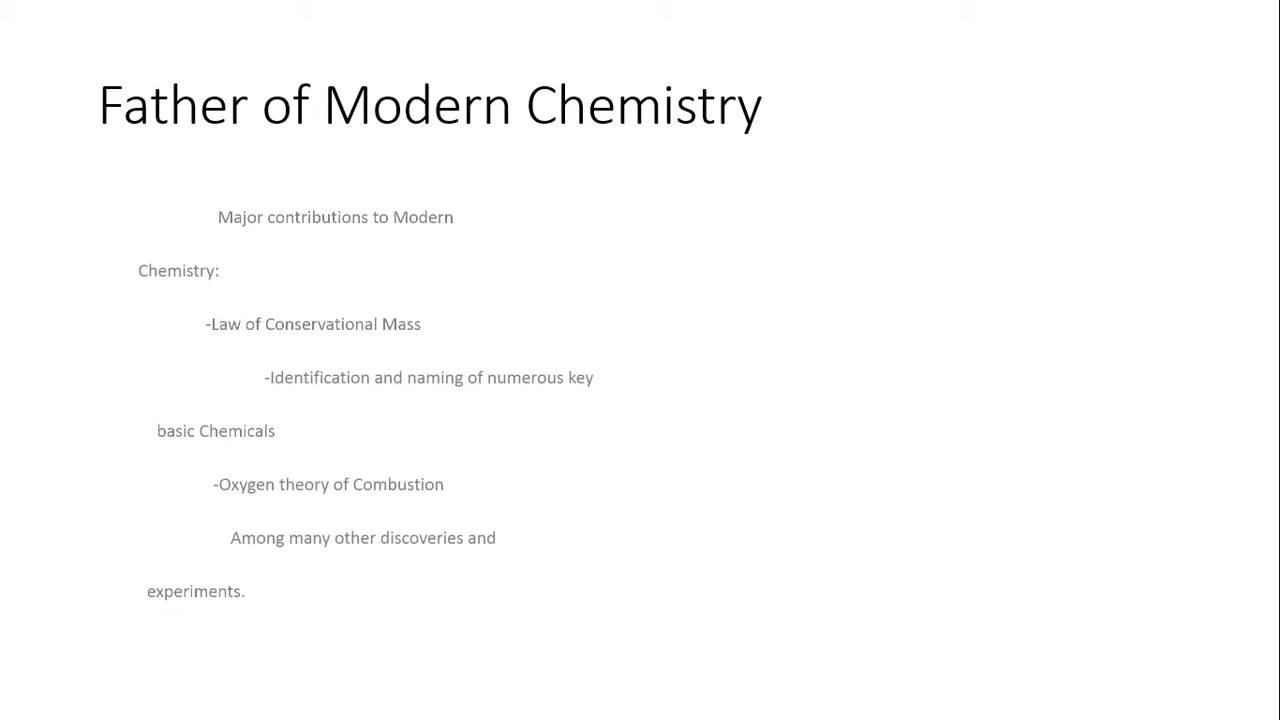 Father of Modern Chemistry
Major contributions to Modern
Chemistry:
-Law of Conservational Mass
-Identification and naming of numerous key
basic Chemicals
-Oxygen theory of Combustion
Among many other discoveries and
experiments.